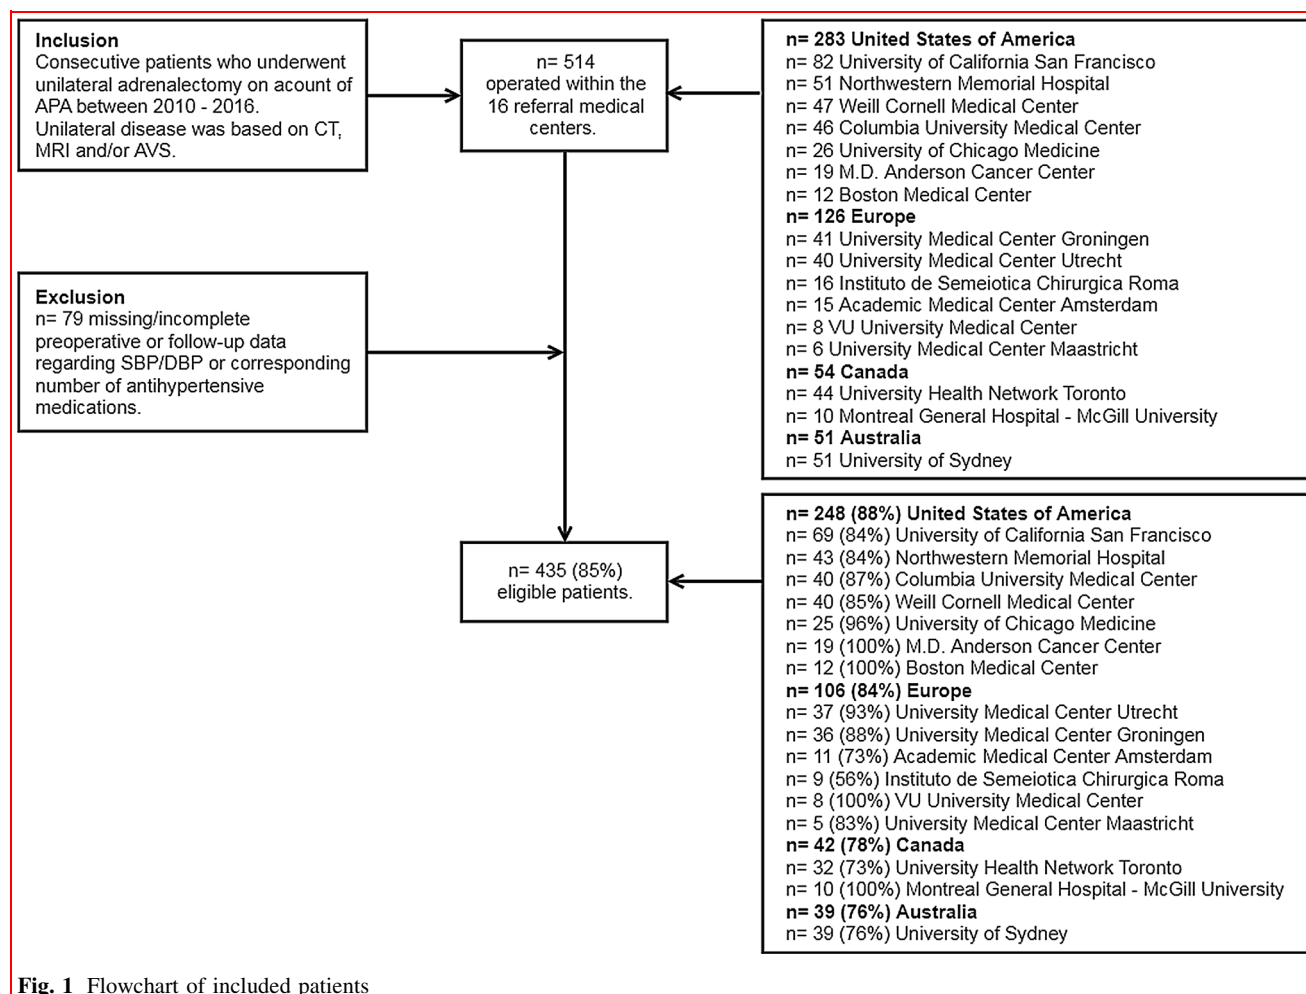 Inclusion
Consecutive patients who underwent
unilateral adrenalectomy on acount of
APA between 2010 - 2016.
Unilateral disease was based on CT,
MRI and/or AVS.
n= 514
operated within the
16 referral medical
centers.
n= 283 United States of America
n= 82 University of California San Francisco
n= 51 Northwestern Memorial Hospital
n= 47 Weill Cornell Medical Center
n= 46 Columbia University Medical Center
n= 26 University of Chicago Medicine
n= 19 M.D. Anderson Cancer Center
n= 12 Boston Medical Center
n= 126 Europe
n= 41 University Medical Center Groningen
n= 40 University Medical Center Utrecht
n= 16 Instituto de Semeiotica Chirurgica Roma
n= 15 Academic Medical Center Amsterdam
n= 8 VU University Medical Center
n= 6 University Medical Center Maastricht
n= 54 Canada
n= 44 University Health Network Toronto
n= 10 Montreal General Hospital - McGill University
n= 51 Australia
n= 51 University of Sydney
Exclusion
n= 79 missing/incomplete
preoperative or follow-up data
regarding SBP/DBP or corresponding
number of antihypertensive
medications.
n= 435 (85%)
eligible patients.
n= 248 (88%) United States of America
n= 69 (84%) University of California San Francisco
n= 43 (84%) Northwestern Memorial Hospital
n= 40 (87%) Columbia University Medical Center
n= 40 (85%) Weill Cornell Medical Center
n= 25 (96%) University of Chicago Medicine
n= 19 (100%) M.D. Anderson Cancer Center
n= 12 (100%) Boston Medical Center
n= 106 (84%) Europe
n= 37 (93%) University Medical Center Utrecht
n= 36 (88%) University Medical Center Groningen
n= 11 (73%) Academic Medical Center Amsterdam
n= 9 (56%) Instituto de Semeiotica Chirurgica Roma
n= 8 (100%) VU University Medical Center
n= 5 (83%) University Medical Center Maastricht
n= 42 (78%) Canada
n= 32 (73%) University Health Network Toronto
n= 10 (100%) Montreal General Hospital - McGill University
n= 39 (76%) Australia
n= 39 (76%) University of Sydney
Fig. 1 Flowchart of included patients